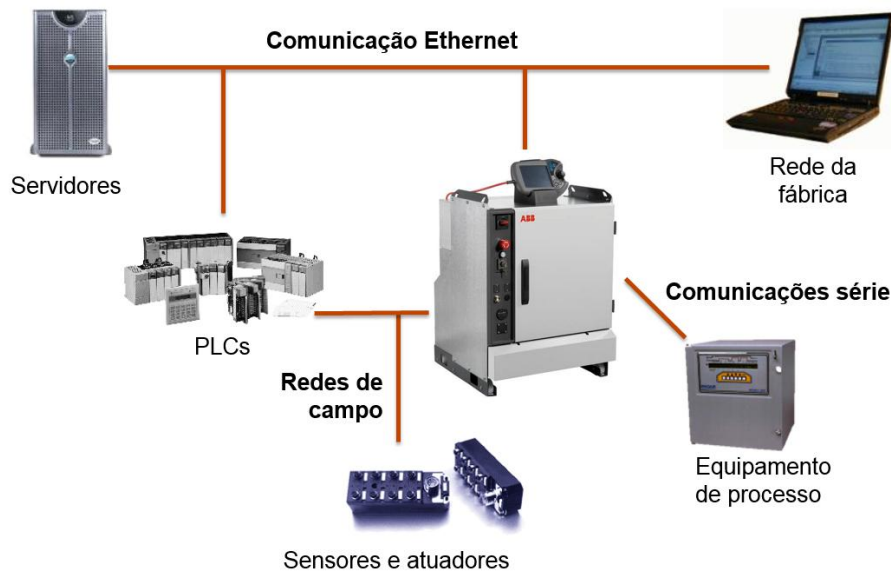 Comunicação Ethernet
Servidores
Rede da
fábrica
ABB
Comunicações série
PLCs
Redes de
campo
Equipamento
de processo
Sensores e atuadores